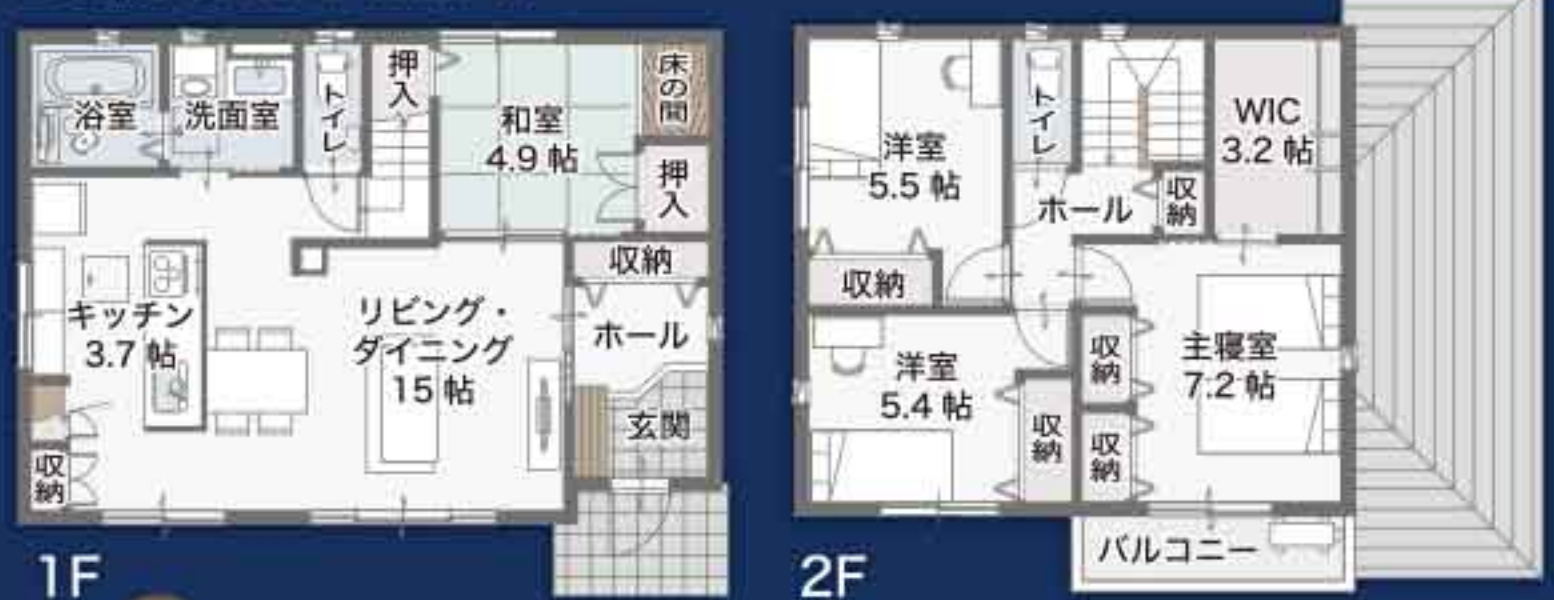 浴室
洗面室
トイレ
押入
和室
4.9 帖
床の間
押入
収納
キッチン
3.7 帖
リビング・
ダイニング
15 帖
ホール
玄関
収納
1F
洋室
5.5 帖
トイレ
WIC
3.2 帖
ホール
収納
収納
洋室
5.4 帖
収納
収納
収納
主寝室
7.2 帖
バルコニー
2F